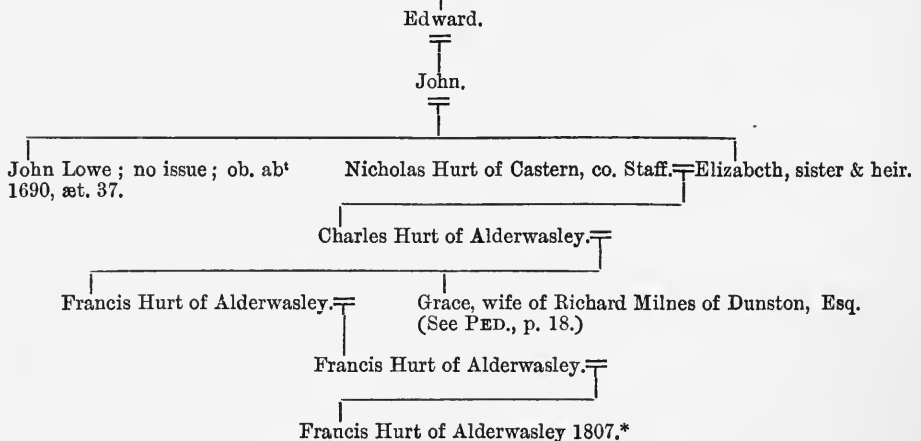 Edward.
John.
John Lowe ; no issue ; ob. abᵗ
1690, æt. 37.
Nicholas Hurt of Castern, co. Staff.
Elizabeth, sister & heir.
Charles Hurt of Alderwasley.
Francis Hurt of Alderwasley.
Grace, wife of Richard Milnes of Dunston, Esq.
(See PED., p. 18.)
Francis Hurt of Alderwasley.
Francis Hurt of Alderwasley 1807.*